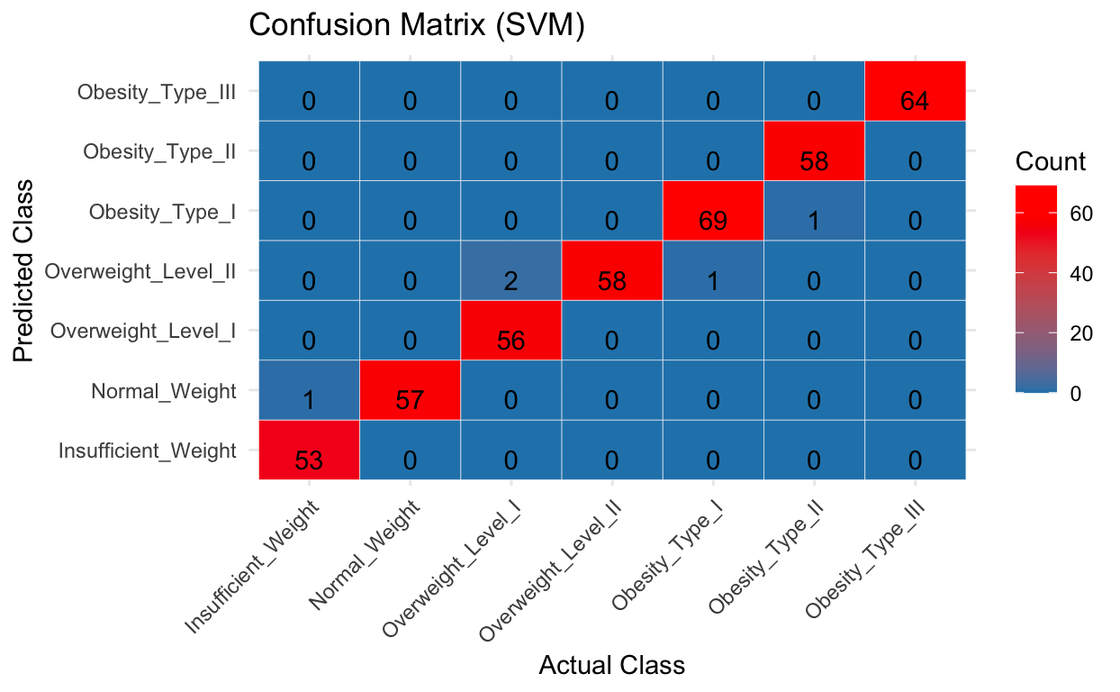 Confusion Matrix (SVM)
Predicted Class
Obesity_Type_III 0 0 0 0 0 0 64
Obesity_Type_II 0 0 0 0 0 58 0
Obesity_Type_I 0 0 0 0 69 1 0
Overweight_Level_II 0 0 2 58 1 0 0
Overweight_Level_I 0 0 56 0 0 0 0
Normal_Weight 1 57 0 0 0 0 0
Insufficient_Weight 53 0 0 0 0 0 0
Insufficient_Weight
Normal_Weight
Overweight_Level_I
Overweight_Level_II
Obesity_Type_I
Obesity_Type_II
Obesity_Type_III
Actual Class
Count
60
40
20
0